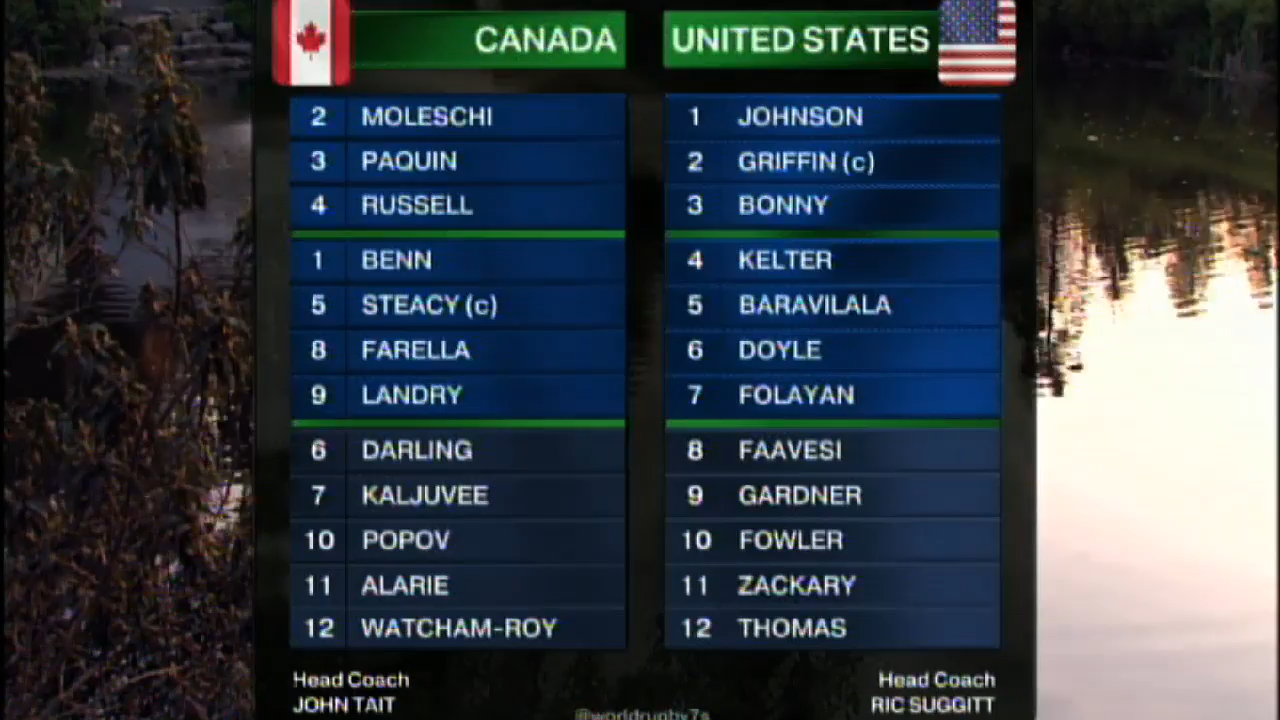 CANADA
2 MOLESCHI
3 PAQUIN
4 RUSSELL
1 BENN
5 STEACY (c)
8 FARELLA
9 LANDRY
6 DARLING
7 KALJUVEE
10 POPOV
11 ALARIE
12 WATCHAM-ROY
Head Coach
JOHN TAIT
UNITED STATES
1 JOHNSON
2 GRIFFIN (c)
3 BONNY
4 KELTER
5 BARAVILALA
6 DOYLE
7 FOLAYAN
8 FAAVESI
9 GARDNER
10 FOWLER
11 ZACKARY
12 THOMAS
Head Coach
RIC SUGGITT
@worldrugby7s